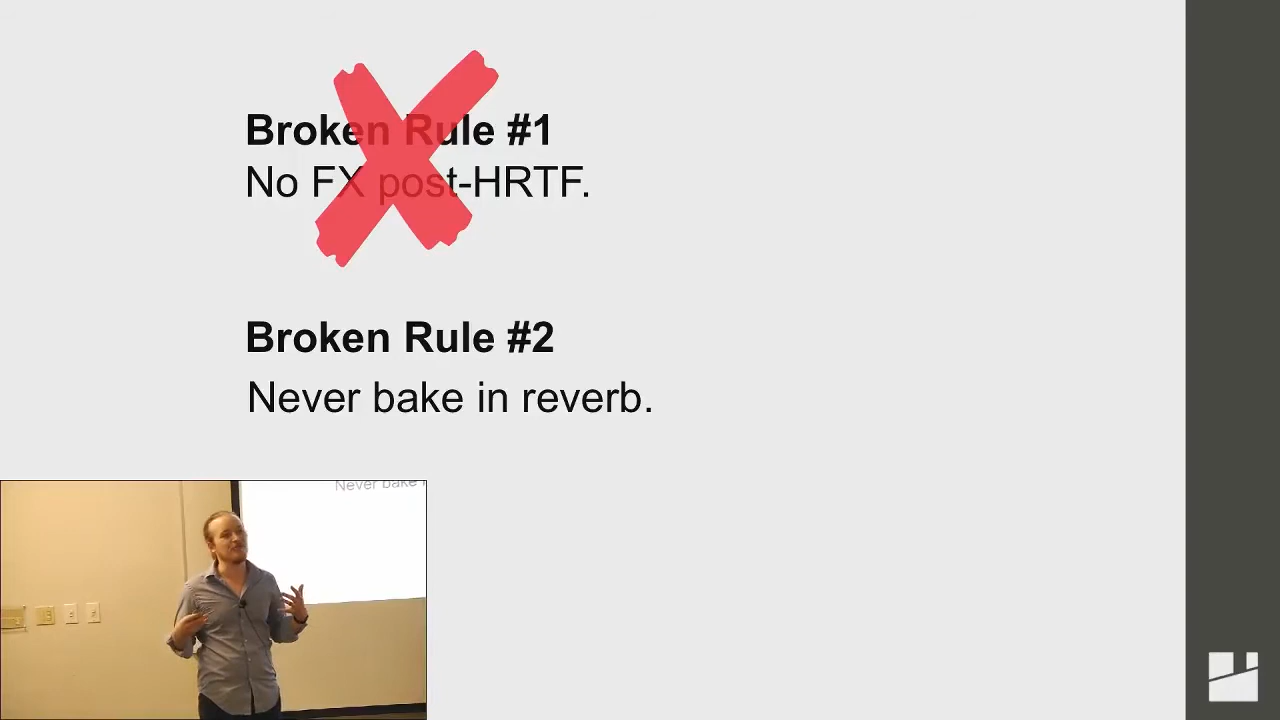 Broken Rule #1
No FX post-HRTF.
Broken Rule #2
Never bake in reverb.
Never bake